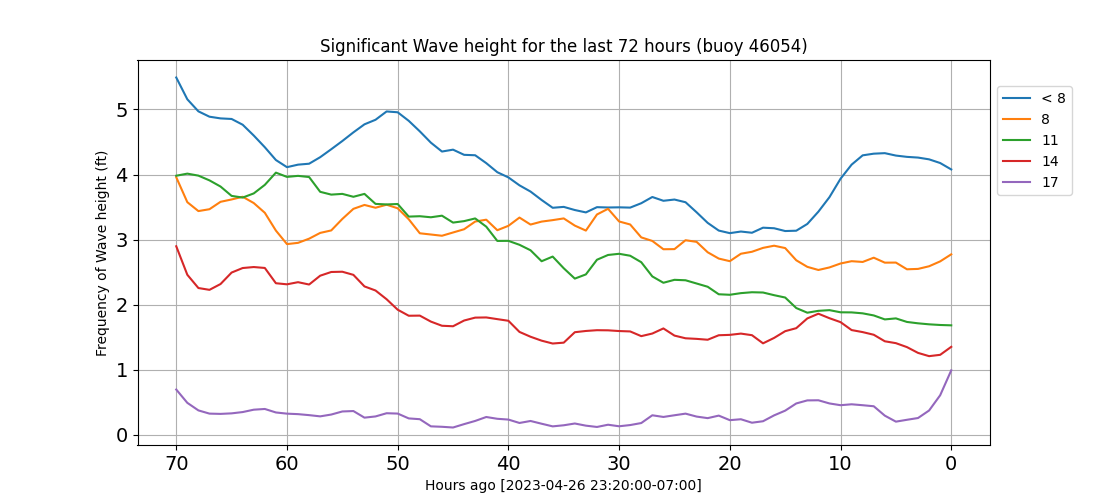 Significant Wave height for the last 72 hours (buoy 46054)
Frequency of Wave height (ft)
5
4
3
2
1
0
70 60 50 40 30 20 10 0
Hours ago [2023-04-26 23:20:00-07:00]
< 8
8
11
14
17